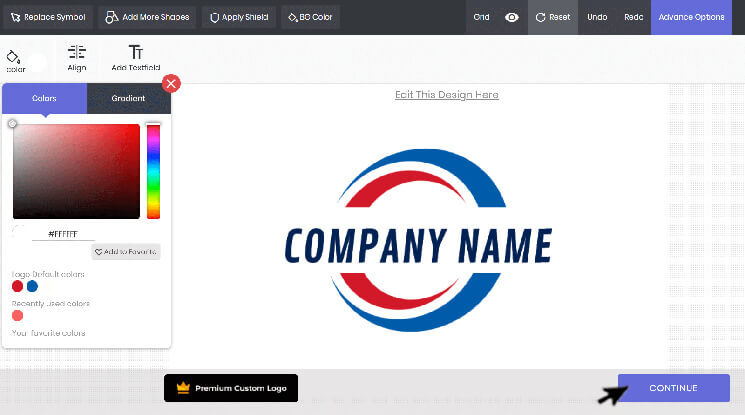 Replace Symbol
Add More Shapes
Apply Shield
BG Color
Grid
Reset
Undo
Redo
Advance Options
color
Align
Add Textfield
Colors
Gradient
Edit This Design Here
COMPANY NAME
#FFFFFF
Add to Favorite
Logo Default colors
Recently used colors
Your favorite colors
Premium Custom Logo
CONTINUE